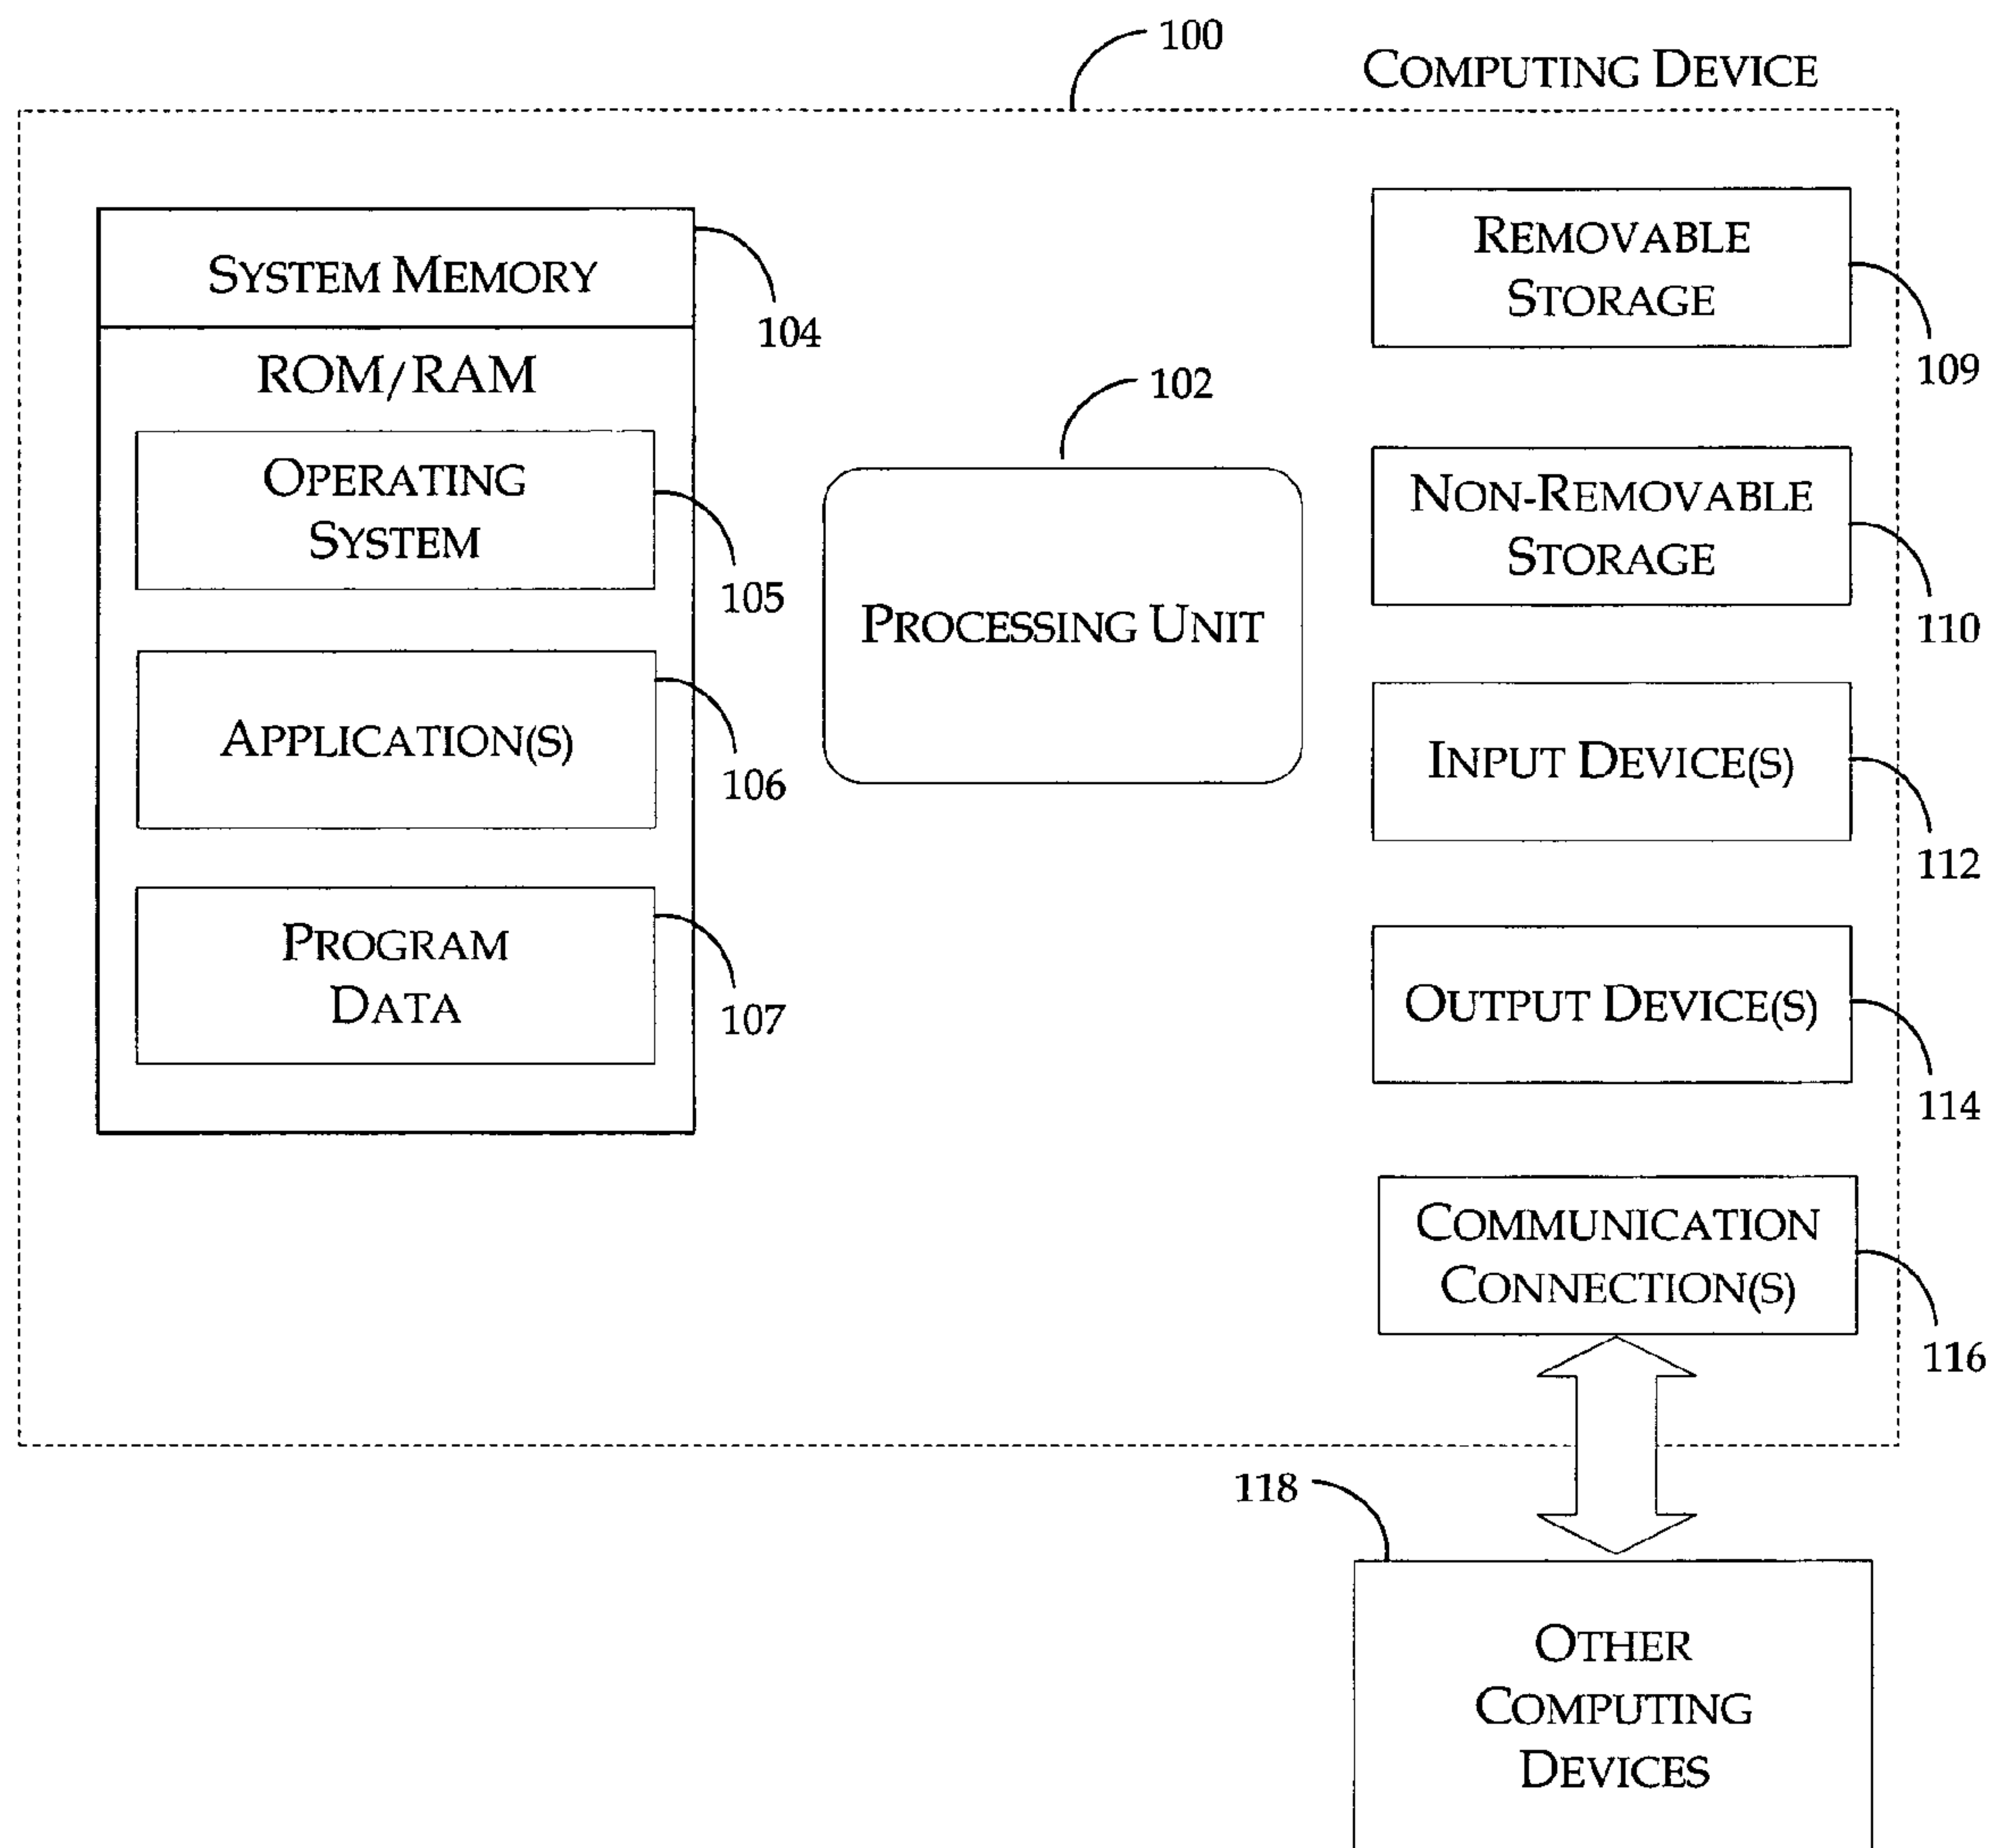 100
COMPUTING DEVICE
SYSTEM MEMORY
104
ROM/RAM
OPERATING
SYSTEM
105
APPLICATION(S)
106
PROGRAM
DATA
107
102
PROCESSING UNIT
REMOVABLE
STORAGE
109
NON-REMOVABLE
STORAGE
110
INPUT DEVICE(S)
112
OUTPUT DEVICE(S)
114
COMMUNICATION
CONNECTION(S)
116
118
OTHER
COMPUTING
DEVICES